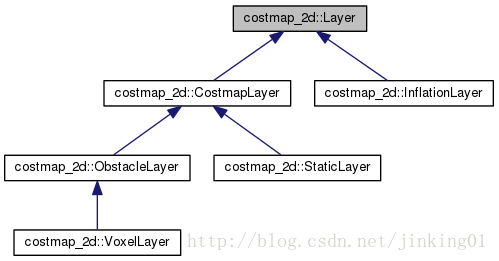 costmap_2d::Layer
costmap_2d::CostmapLayer
costmap_2d::InflationLayer
costmap_2d::ObstacleLayer
costmap_2d::StaticLayer
costmap_2d::VoxelLayer
http://blog.csdn.net/jinking01